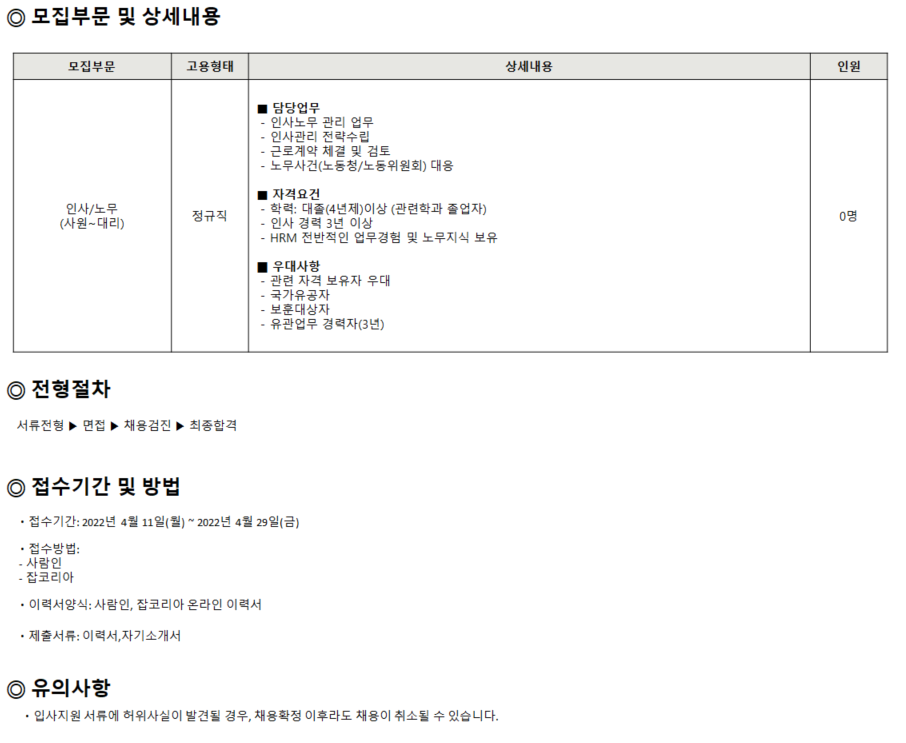 ◎ 모집부문 및 상세내용
모집부문 고용형태 상세내용 인원
인사/노무
(사원~대리)
정규직
■ 담당업무
- 인사노무 관리 업무
- 인사관리 전략수립
- 근로계약 체결 및 검토
- 노무사건(노동청/노동위원회) 대응
■ 자격요건
- 학력: 대졸(4년제)이상 (관련학과 졸업자)
- 인사 경력 3년 이상
- HRM 전반적인 업무경험 및 노무지식 보유
■ 우대사항
- 관련 자격 보유자 우대
- 국가유공자
- 보훈대상자
- 유관업무 경력자(3년)
0명
◎ 전형절차
서류전형 ▶ 면접 ▶ 채용검진 ▶ 최종합격
◎ 접수기간 및 방법
・접수기간: 2022년 4월 11일(월) ~ 2022년 4월 29일(금)
・접수방법:
- 사람인
- 잡코리아
・이력서양식: 사람인, 잡코리아 온라인 이력서
・제출서류: 이력서,자기소개서
◎ 유의사항
・입사지원 서류에 허위사실이 발견될 경우, 채용확정 이후라도 채용이 취소될 수 있습니다.